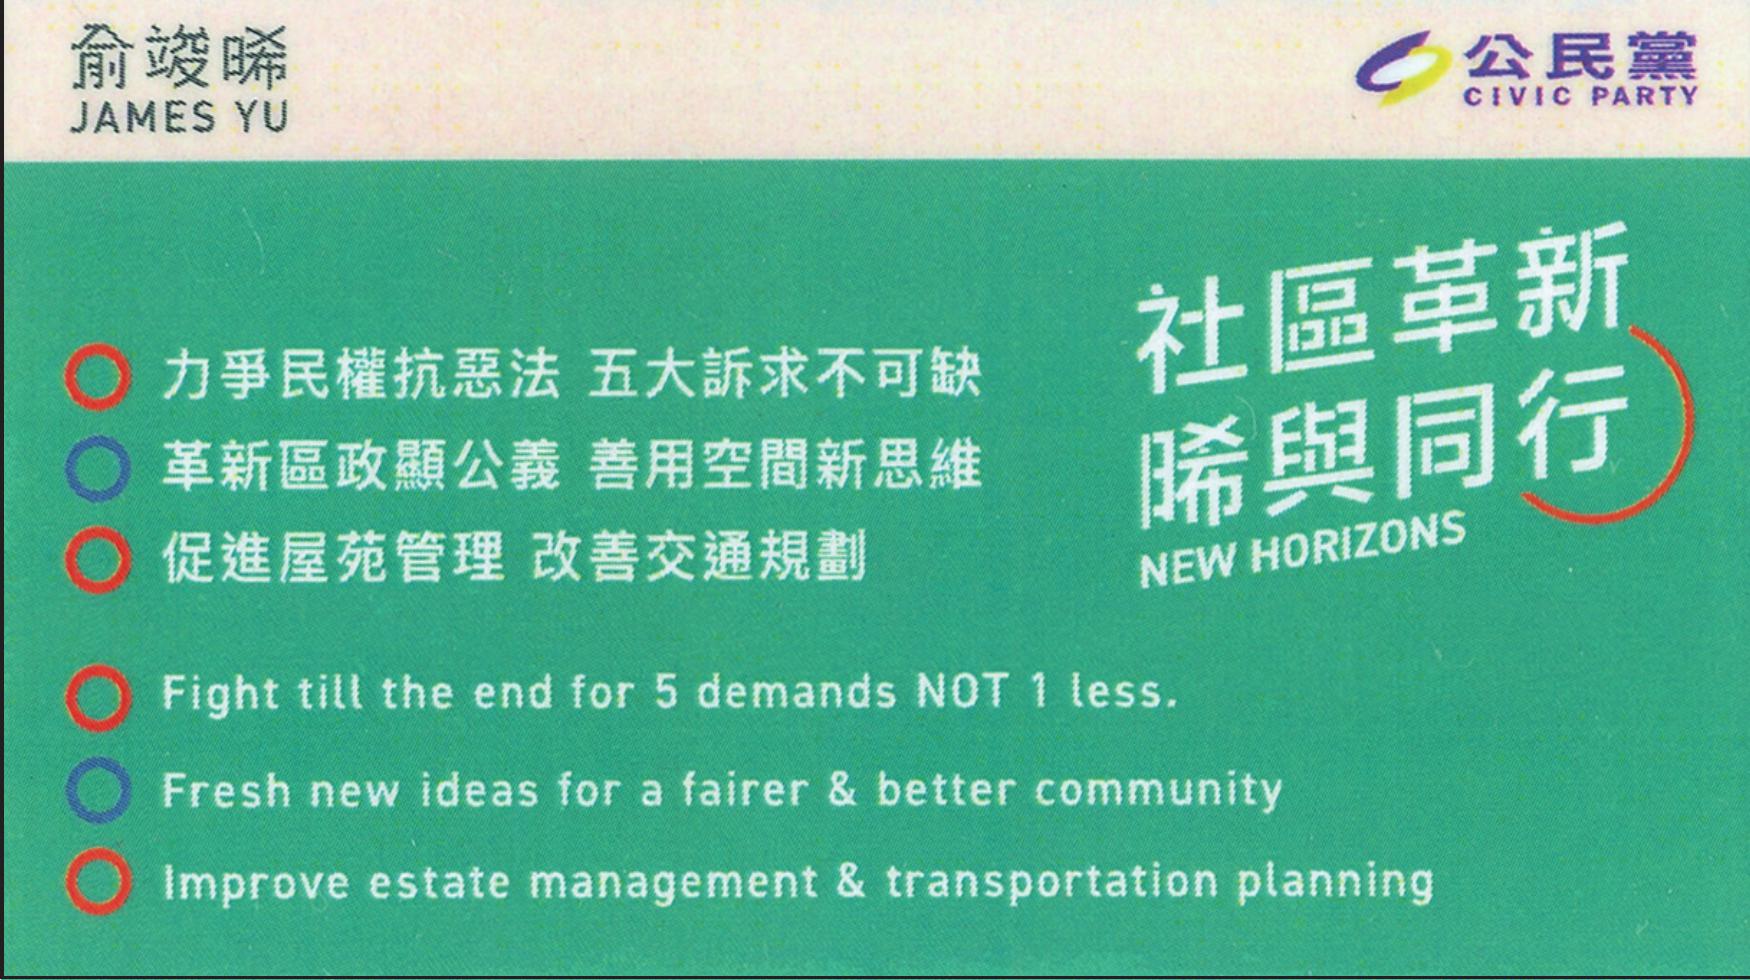 俞竣晞
JAMES YU
公民黨
CIVIC PARTY
社區革新
晞與同行
NEW HORIZONS
力爭民權抗惡法 五大訴求不可缺
革新區政顯公義 善用空間新思維
促進屋苑管理 改善交通規劃
Fight till the end for 5 demands NOT 1 less.
Fresh new ideas for a fairer & better community
Improve estate management & transportation planning